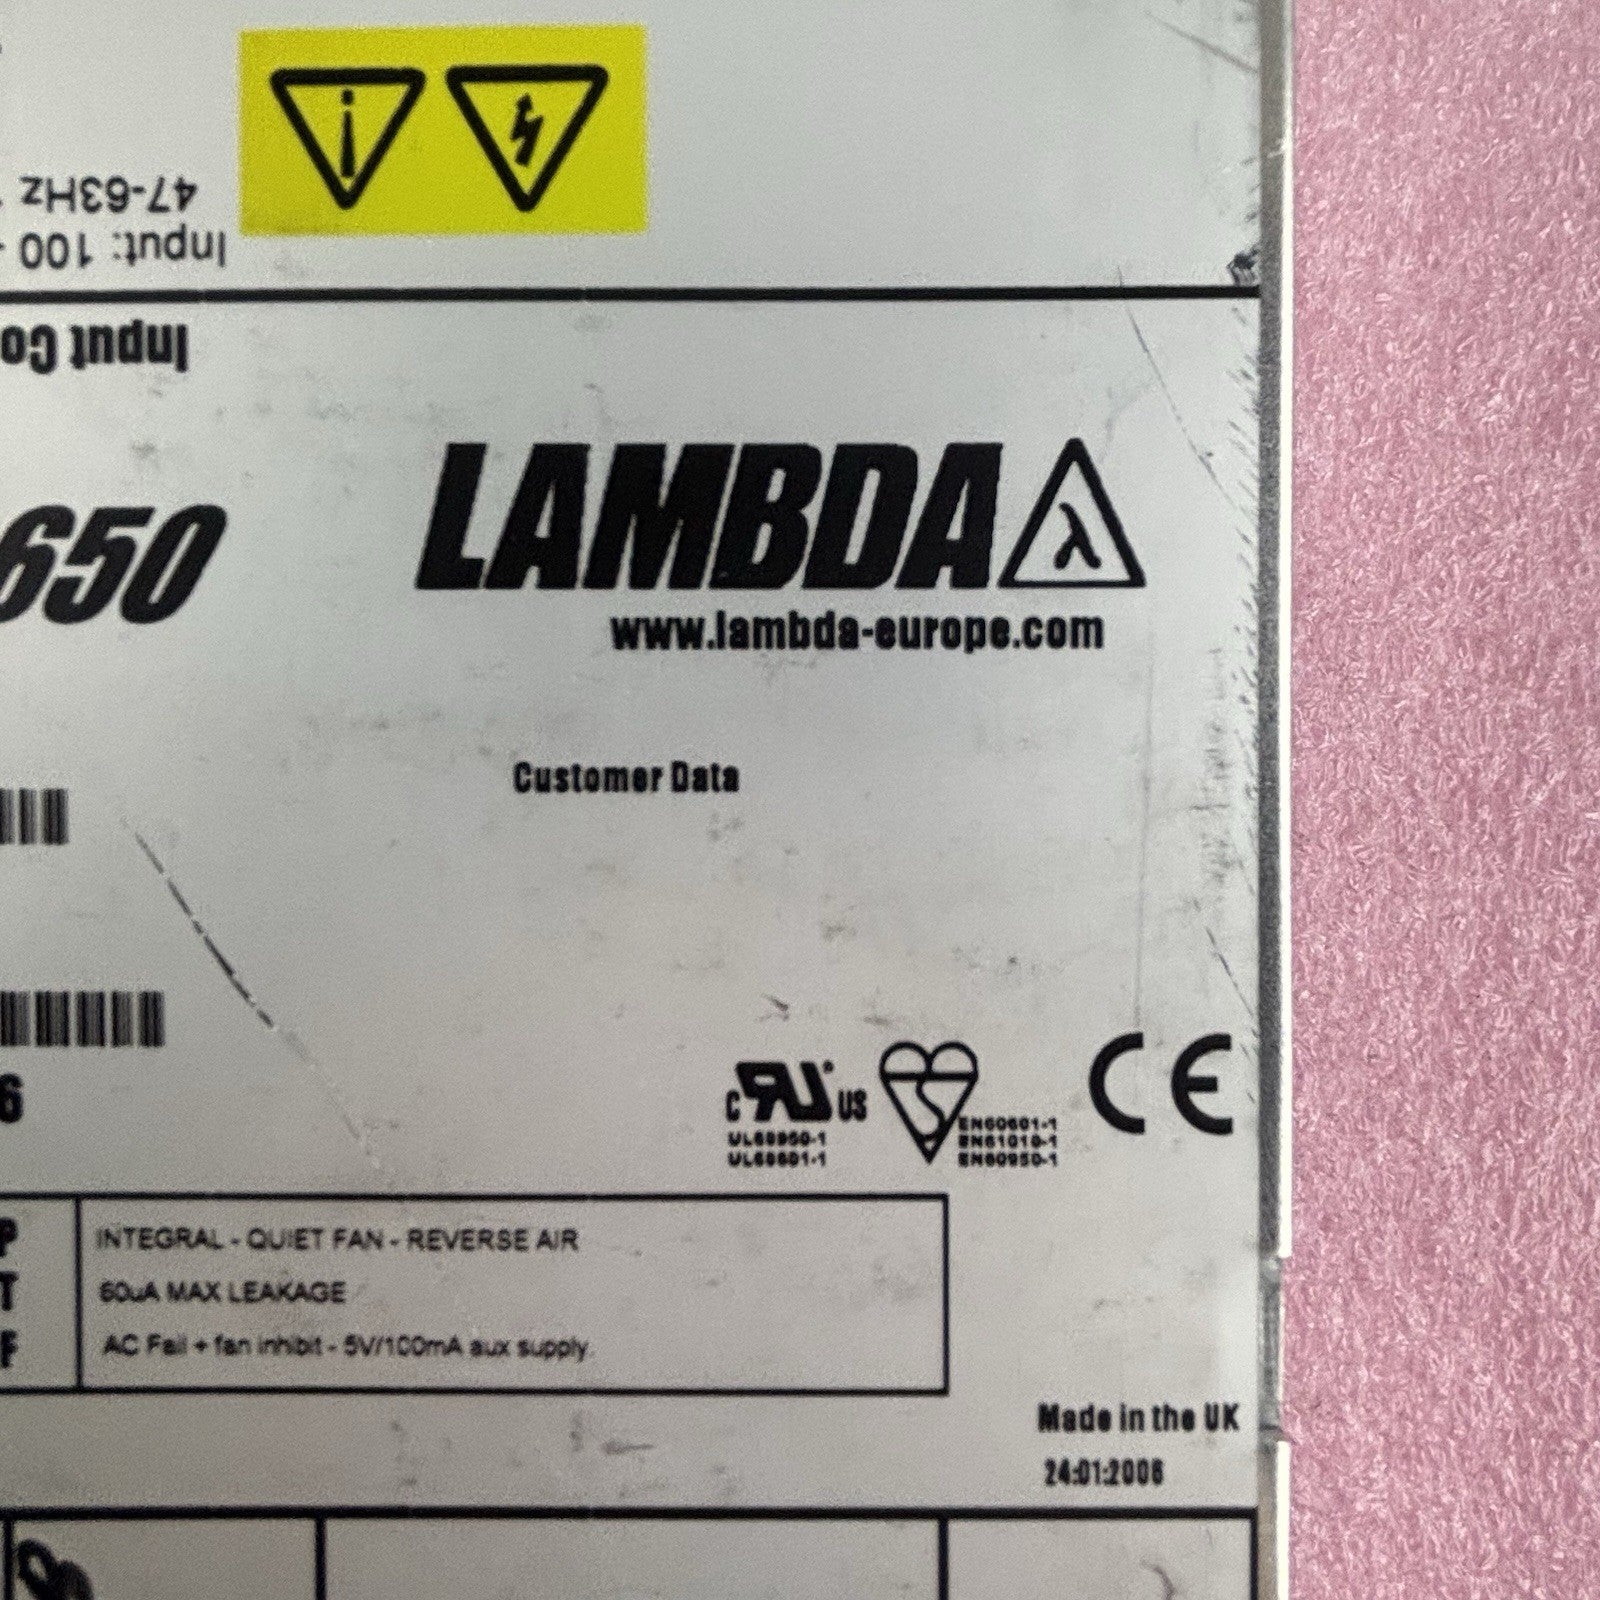 47-63Hz
Input: 100 -
Input Co
650
LAMBDA λ
www.lambda-europe.com
Customer Data
6
C RU US
UL60950-1
UL60601-1
EN60601-1
EN61010-1
EN60950-1
CE
P INTEGRAL - QUIET FAN - REVERSE AIR
T 60uA MAX LEAKAGE
F AC Fail + fan inhibit - 5V/100mA aux supply.
Made in the UK
24:01:2006